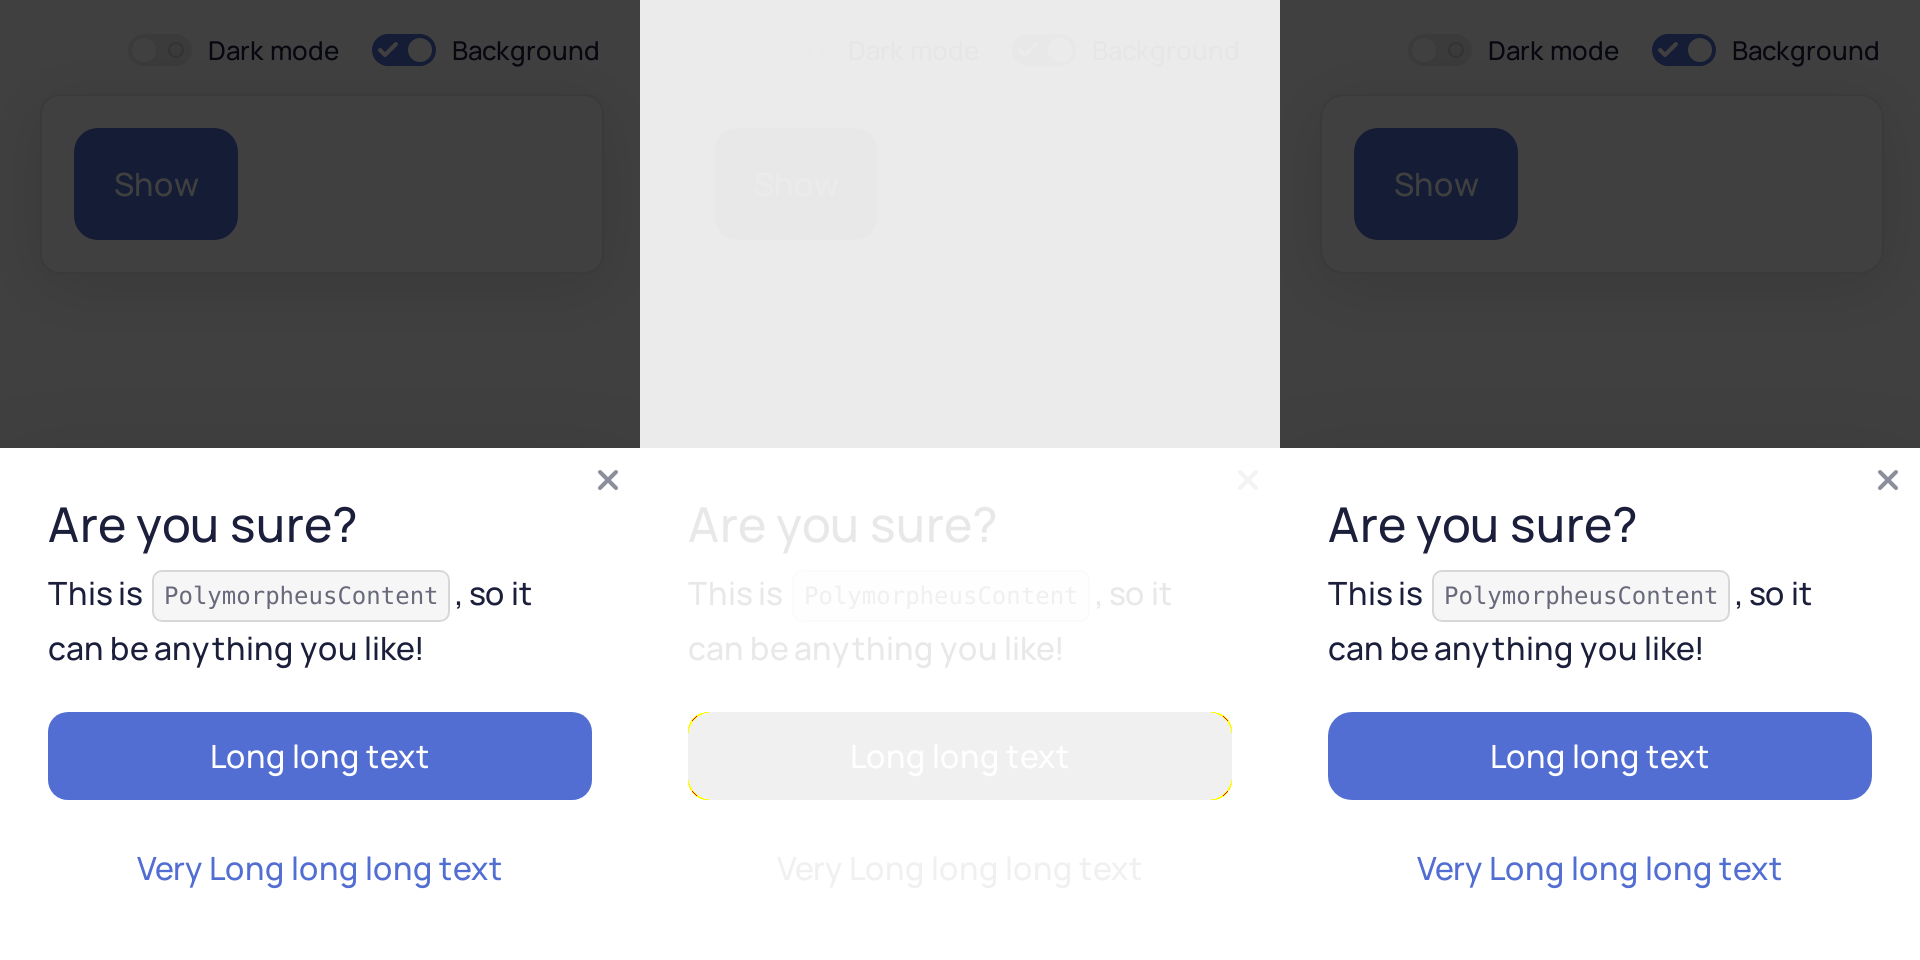 Dark mode
Background
Show
Are you sure?
This is PolymorpheusContent , so it
can be anything you like!
Long long text
Very Long long long text
Dark mode
Background
Show
Are you sure?
This is PolymorpheusContent , so it
can be anything you like!
Long long text
Very Long long long text
Dark mode
Background
Show
Are you sure?
This is PolymorpheusContent , so it
can be anything you like!
Long long text
Very Long long long text